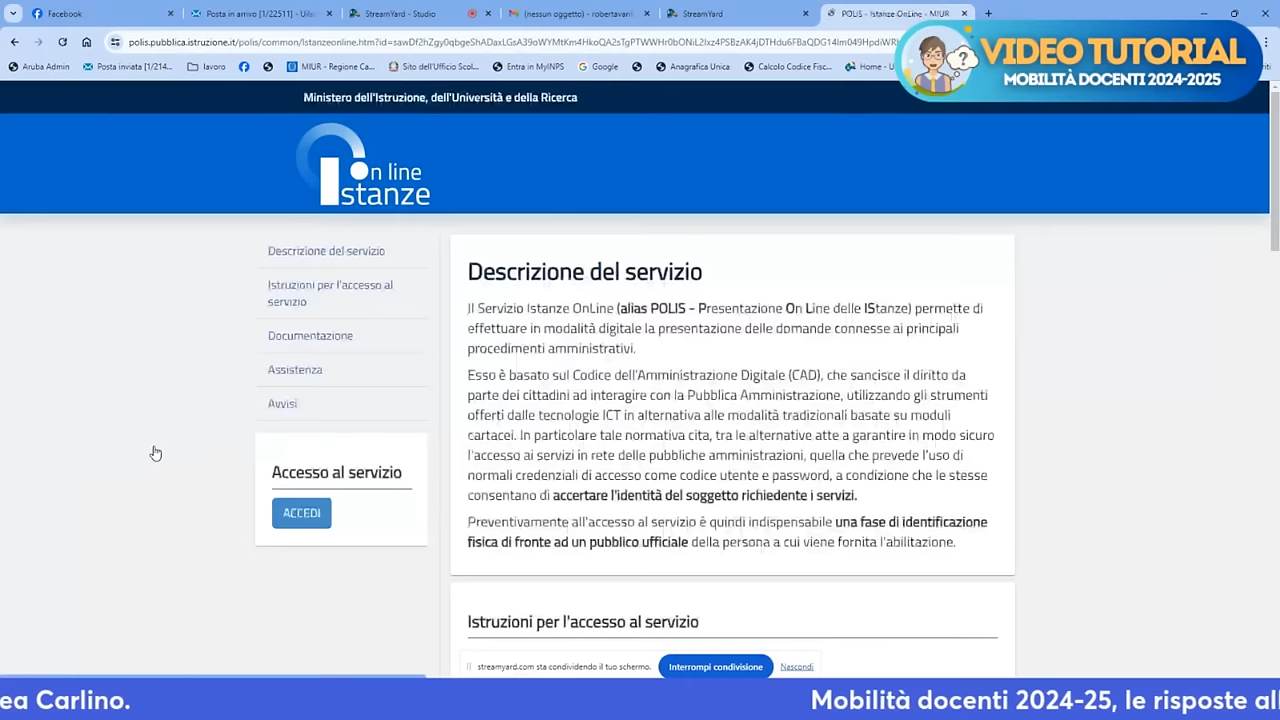 Facebook
Posta in arrivo [1/22511] - Uils
StreamYard - Studio
(nessun oggetto) - robertavan
StreamYard
POLIS - Istanze OnLine - MIUR
Aruba Admin
Posta inviata [1/214...
lavoro
MIUR - Regione Ca...
Sito dell'Ufficio Scol...
Entra in MyINPS
Google
Anagrafica Unica
Calcolo Codice Fisc...
Home - U
VIDEO TUTORIAL
MOBILITÀ DOCENTI 2024-2025
Ministero dell'Istruzione, dell'Università e della Ricerca
On line
Istanze
Descrizione del servizio
Istruzioni per l'accesso al
servizio
Documentazione
Assistenza
Avvisi
Accesso al servizio
ACCEDI
Descrizione del servizio
Il Servizio Istanze OnLine (alias POLIS - Presentazione On Line delle IStanze) permette di
effettuare in modalità digitale la presentazione delle domande connesse ai principali
procedimenti amministrativi.
Esso è basato sul Codice dell'Amministrazione Digitale (CAD), che sancisce il diritto da
parte dei cittadini ad interagire con la Pubblica Amministrazione, utilizzando gli strumenti
offerti dalle tecnologie ICT in alternativa alle modalità tradizionali basate su moduli
cartacei. In particolare tale normativa cita, tra le alternative atte a garantire in modo sicuro
l'accesso ai servizi in rete delle pubbliche amministrazioni, quella che prevede l'uso di
normali credenziali di accesso come codice utente e password, a condizione che le stesse
consentano di accertare l'identità del soggetto richiedente i servizi.
Preventivamente all'accesso al servizio è quindi indispensabile una fase di identificazione
fisica di fronte ad un pubblico ufficiale della persona a cui viene fornita l'abilitazione.
Istruzioni per l'accesso al servizio
streamyard.com sta condividendo il tuo schermo.
Interrompi condivisione
Nascondi
ea Carlino.
Mobilità docenti 2024-25, le risposte all